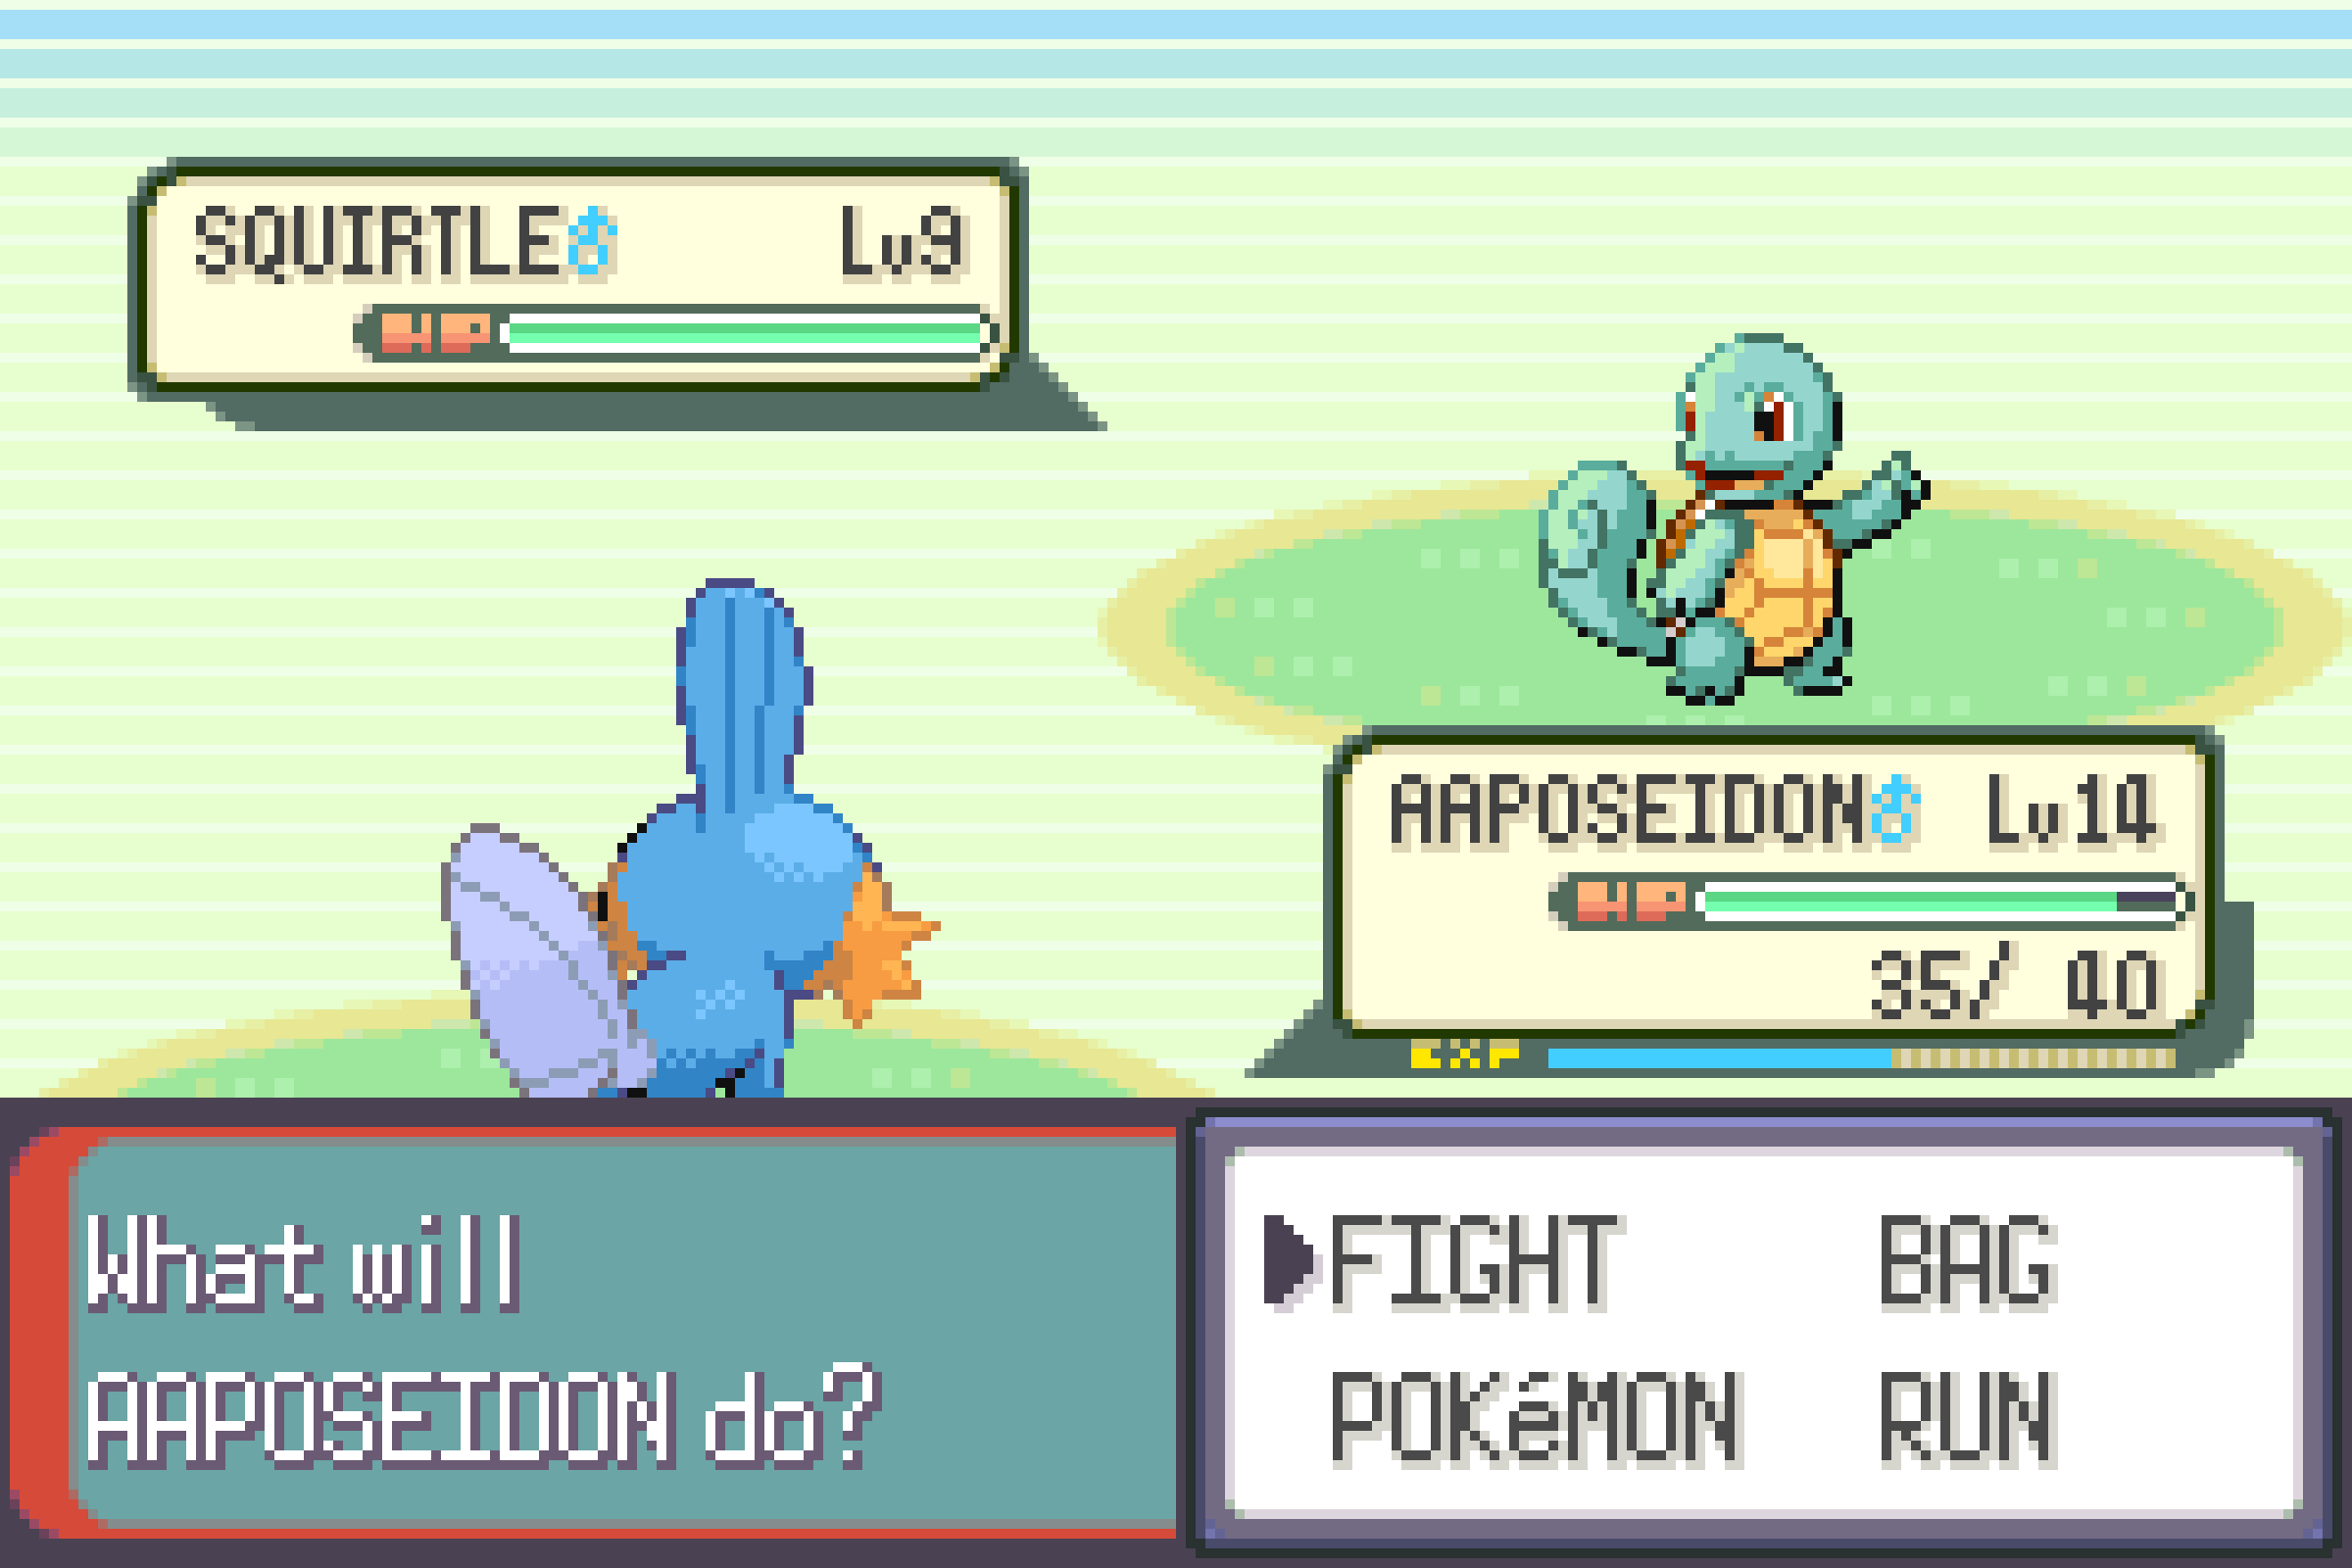 SQUIRTLE♂ Lv9
HP
AAPOSEIDON♂ Lv14
HP
35/ 40
EXP
What will
AAPOSEIDON do?
FIGHT BAG
POKéMON RUN